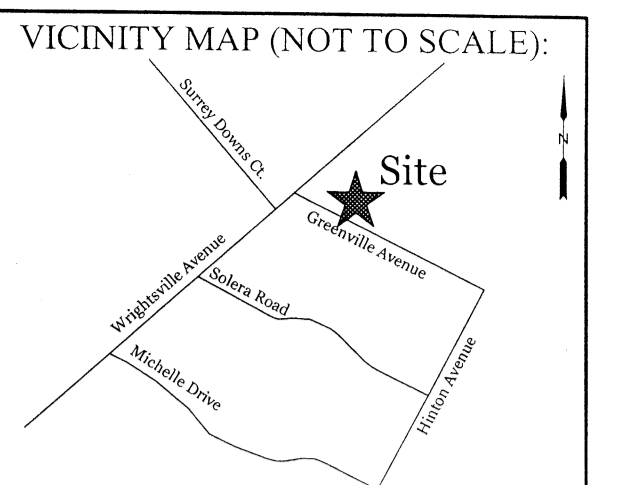 VICINITY MAP (NOT TO SCALE):
Surrey Downs Ct.
N
Site
Greenville Avenue
Wrightsville Avenue
Solera Road
Michelle Drive
Hinton Avenue